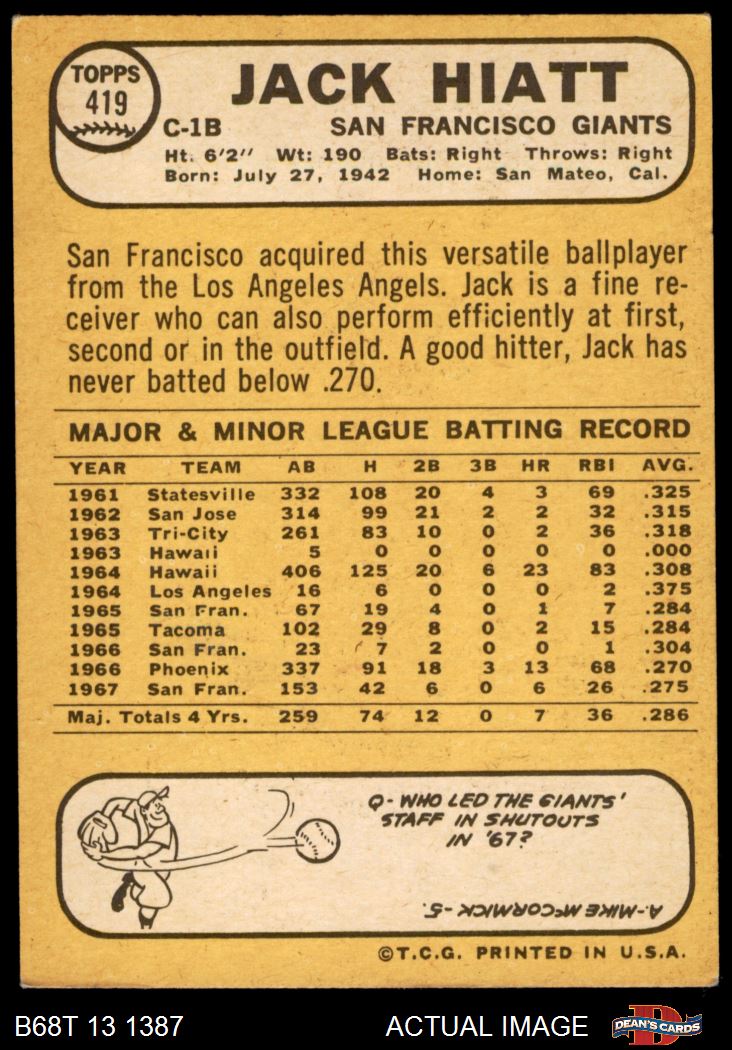 TOPPS
419
JACK HIATT
C-1B SAN FRANCISCO GIANTS
Ht. 6'2" Wt: 190 Bats: Right Throws: Right
Born: July 27, 1942 Home: San Mateo, Cal.
San Francisco acquired this versatile ballplayer
from the Los Angeles Angels. Jack is a fine re-
ceiver who can also perform efficiently at first,
second or in the outfield. A good hitter, Jack has
never batted below .270.
MAJOR & MINOR LEAGUE BATTING RECORD
YEAR TEAM AB H 2B 3B HR RBI AVG.
1961 Statesville 332 108 20 4 3 69 .325
1962 San Jose 314 99 21 2 2 32 .315
1963 Tri-City 261 83 10 0 2 36 .318
1963 Hawaii 5 0 0 0 0 0 .000
1964 Hawaii 406 125 20 6 23 83 .308
1964 Los Angeles 16 6 0 0 0 2 .375
1965 San Fran. 67 19 4 0 1 7 .284
1965 Tacoma 102 29 8 0 2 15 .284
1966 San Fran. 23 7 2 0 0 1 .304
1966 Phoenix 337 91 18 3 13 68 .270
1967 San Fran. 153 42 6 0 6 26 .275
Maj. Totals 4 Yrs. 259 74 12 0 7 36 .286
Q- WHO LED THE GIANTS'
STAFF IN SHUTOUTS
IN '67?
A- MIKE McCORMICK -5.
©T.C.G. PRINTED IN U.S.A.
B68T 13 1387 ACTUAL IMAGE DEAN'S CARDS